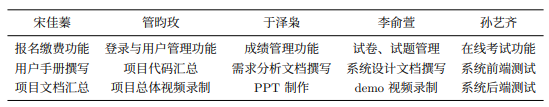 宋佳蓁 管昀玫 于泽枭 李俞萱 孙艺齐
报名缴费功能 登录与用户管理功能 成绩管理功能 试卷、试题管理 在线考试功能
用户手册撰写 项目代码汇总 需求分析文档撰写 系统设计文档撰写 系统前端测试
项目文档汇总 项目总体视频录制 PPT 制作 demo 视频录制 系统后端测试